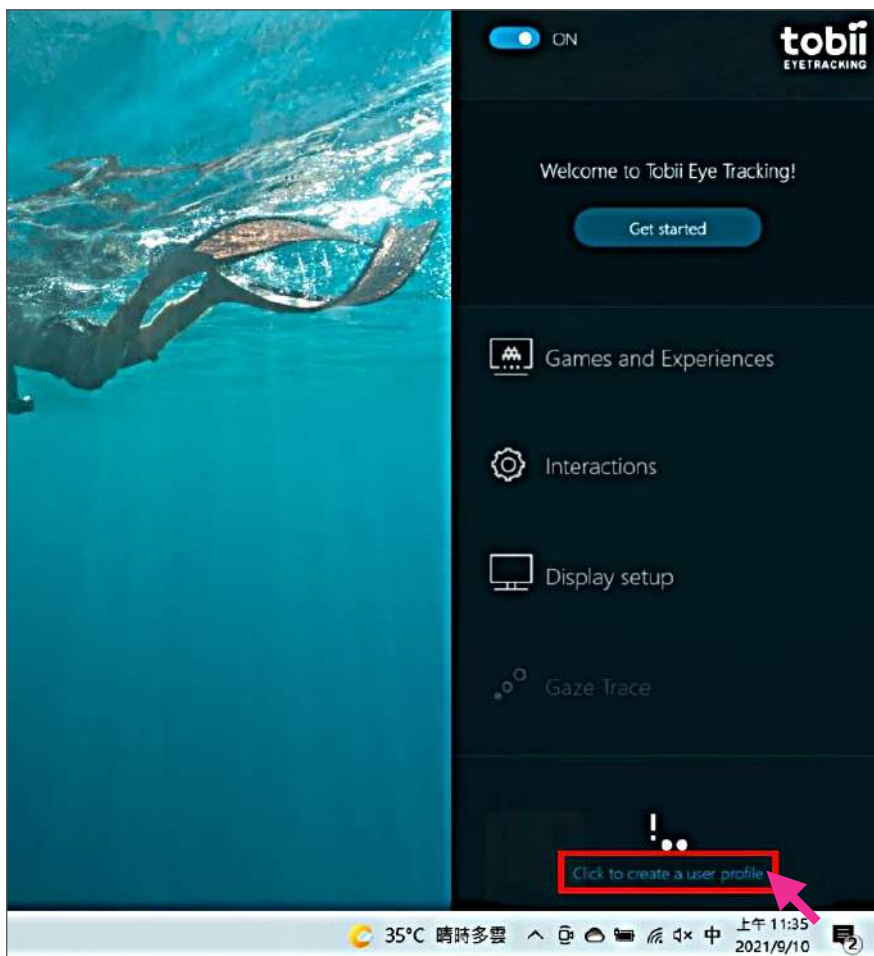 ON
tobii
EYETRACKING
Welcome to Tobii Eye Tracking!
Get started
Games and Experiences
Interactions
Display setup
Gaze Trace
!
Click to create a user profile
35°C 晴時多雲 中 上午 11:35
2021/9/10
2